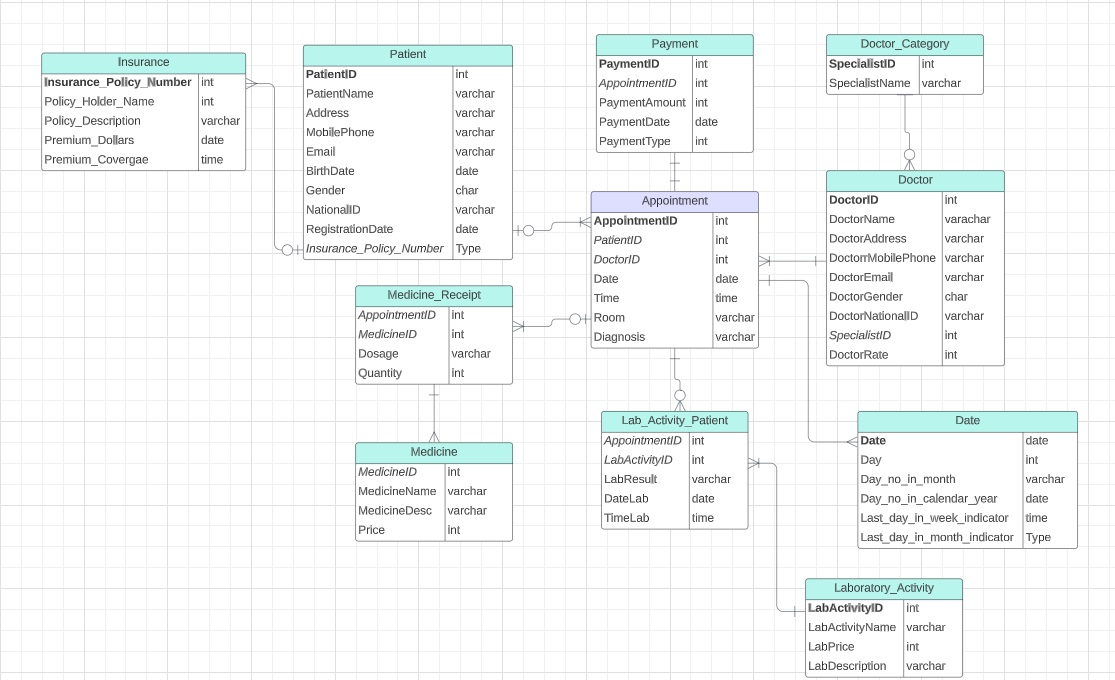 Insurance
Insurance_Policy_Number int
Policy_Holder_Name int
Policy_Description varchar
Premium_Dollars date
Premium_Covergae time
Patient
PatientID int
PatientName varchar
Address varchar
MobilePhone varchar
Email varchar
BirthDate date
Gender char
NationalID varchar
RegistrationDate date
Insurance_Policy_Number Type
Payment
PaymentID int
AppointmentID int
PaymentAmount int
PaymentDate date
PaymentType int
Doctor_Category
SpecialistID int
SpecialistName varchar
Appointment
AppointmentID int
PatientID int
DoctorID int
Date date
Time time
Room varchar
Diagnosis varchar
Doctor
DoctorID int
DoctorName varachar
DoctorAddress varchar
DoctorrMobilePhone varchar
DoctorEmail varchar
DoctorGender char
DoctorNationalID varchar
SpecialistID int
DoctorRate int
Medicine_Receipt
AppointmentID int
MedicineID int
Dosage varchar
Quantity int
Medicine
MedicineID int
MedicineName varchar
MedicineDesc varchar
Price int
Lab_Activity_Patient
AppointmentID int
LabActivityID int
LabResult varchar
DateLab date
TimeLab time
Date
Date date
Day int
Day_no_in_month varchar
Day_no_in_calendar_year date
Last_day_in_week_indicator time
Last_day_in_month_indicator Type
Laboratory_Activity
LabActivityID int
LabActivityName varchar
LabPrice int
LabDescription varchar